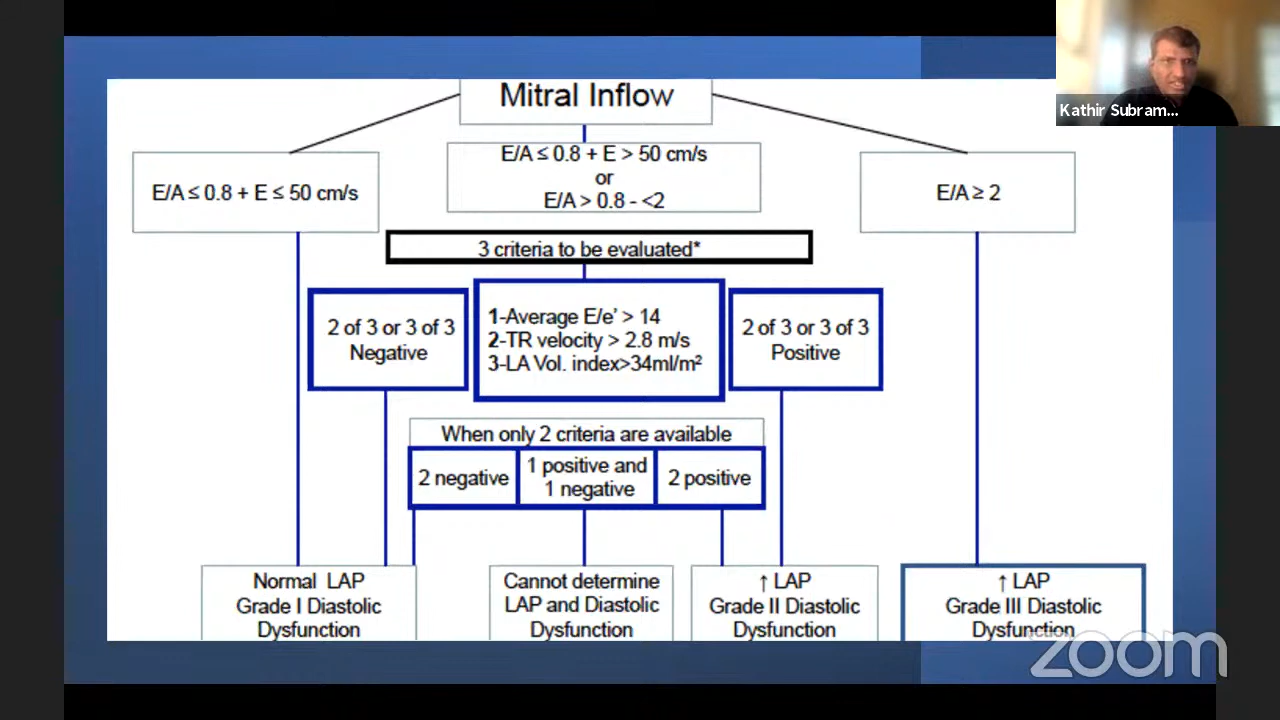 Mitral Inflow
Kathir Subram...
E/A ≤ 0.8 + E ≤ 50 cm/s
E/A ≤ 0.8 + E > 50 cm/s
or
E/A > 0.8 - <2
E/A ≥ 2
3 criteria to be evaluated*
2 of 3 or 3 of 3
Negative
1-Average E/e' > 14
2-TR velocity > 2.8 m/s
3-LA Vol. index>34ml/m²
2 of 3 or 3 of 3
Positive
When only 2 criteria are available
2 negative
1 positive and
1 negative
2 positive
Normal LAP
Grade I Diastolic
Dysfunction
Cannot determine
LAP and Diastolic
Dysfunction
↑ LAP
Grade II Diastolic
Dysfunction
↑ LAP
Grade III Diastolic
Dysfunction
zoom